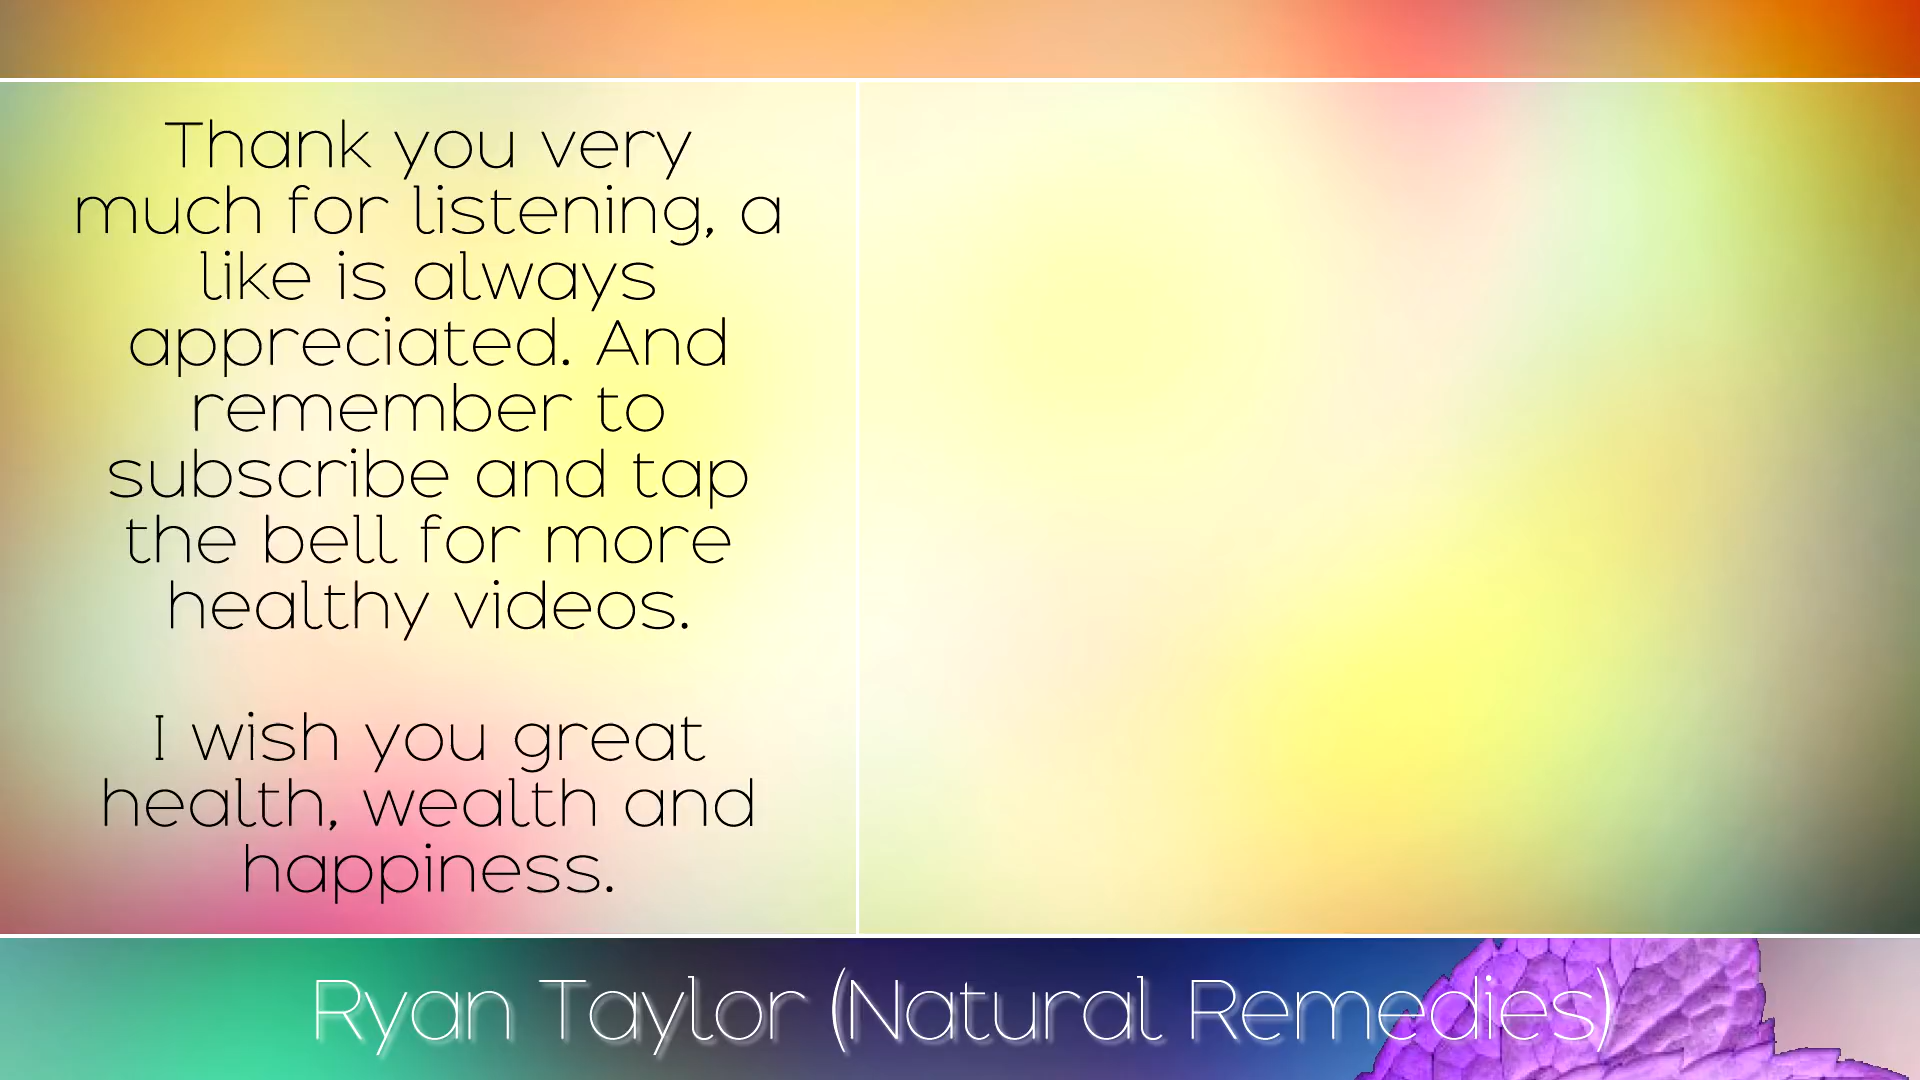 Thank you very
much for listening, a
like is always
appreciated. And
remember to
subscribe and tap
the bell for more
healthy videos.
I wish you great
health, wealth and
happiness.
Ryan Taylor (Natural Remedies)